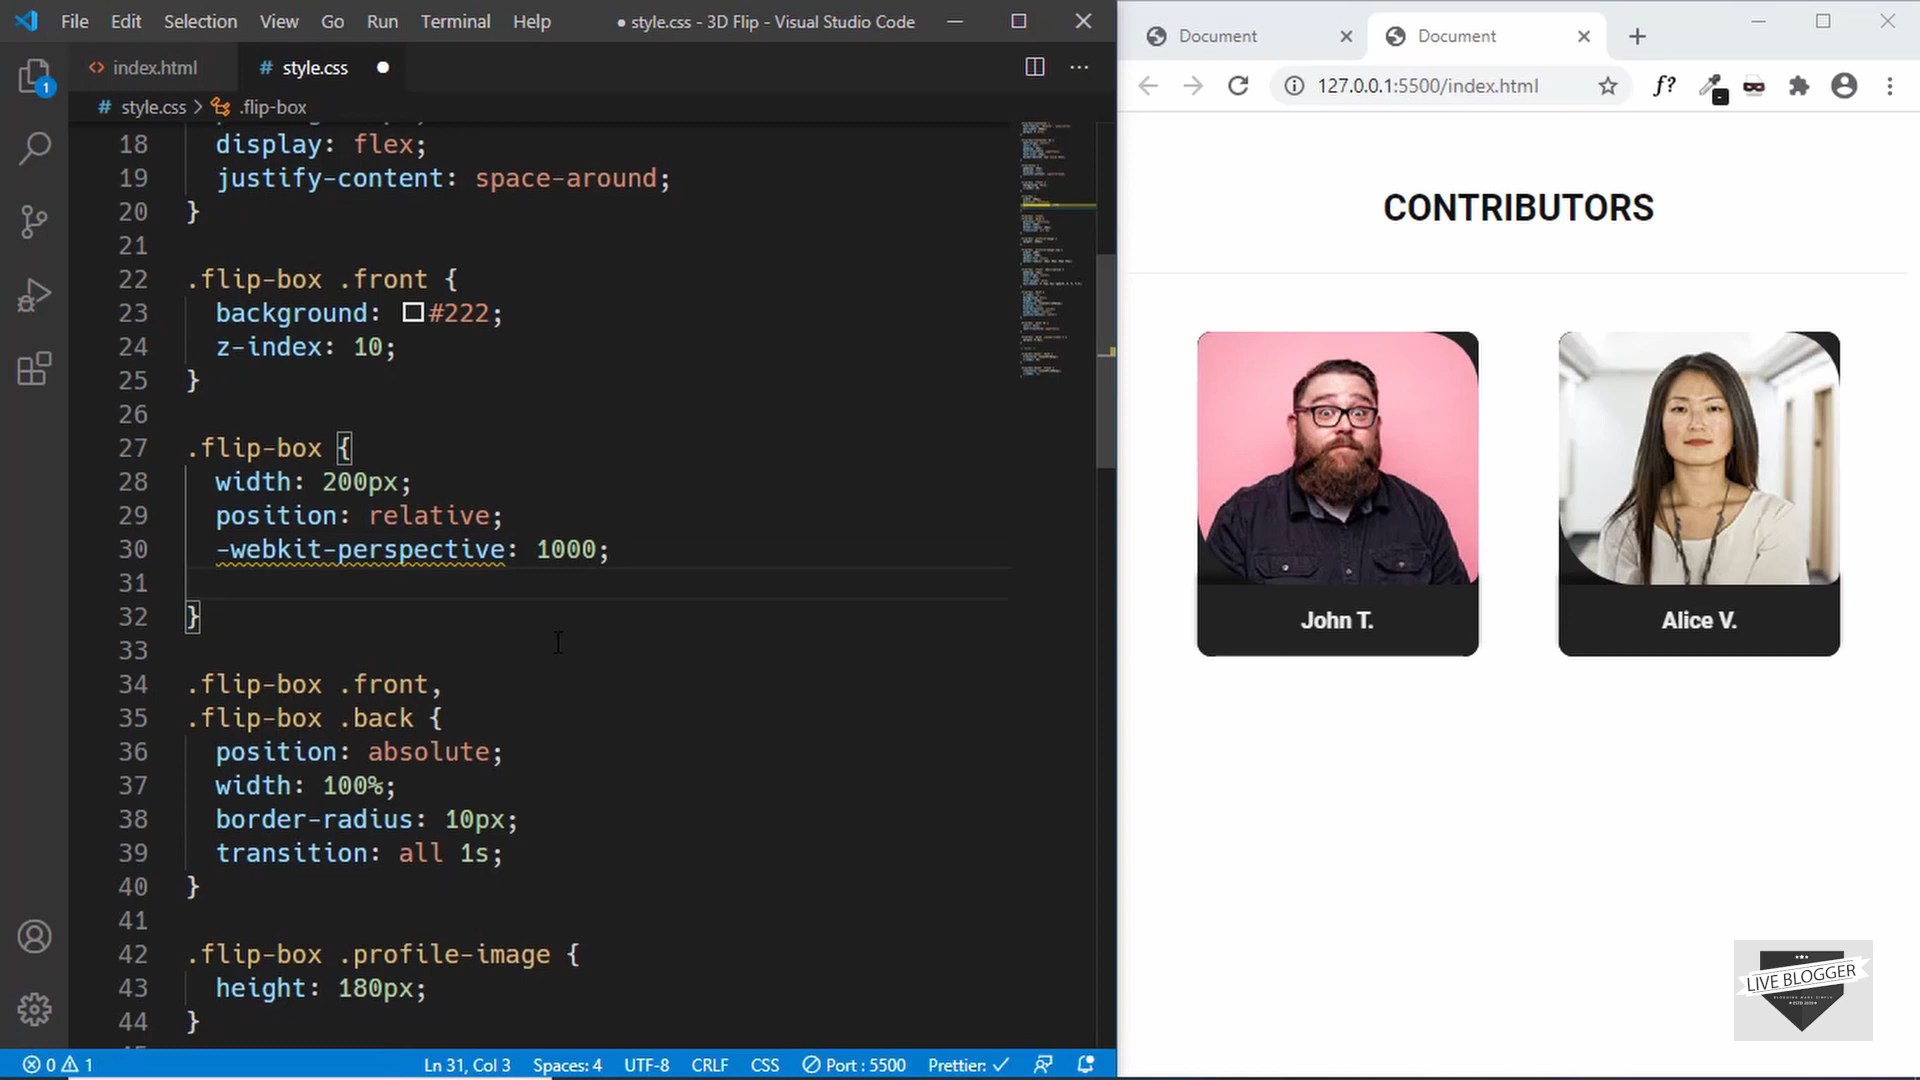 File Edit Selection View Go Run Terminal Help
● style.css - 3D Flip - Visual Studio Code
1
<> index.html
# style.css ●
# style.css > .flip-box
18 display: flex;
19 justify-content: space-around;
20 }
21
22 .flip-box .front {
23 background: #222;
24 z-index: 10;
25 }
26
27 .flip-box {
28 width: 200px;
29 position: relative;
30 -webkit-perspective: 1000;
31
32 }
33
34 .flip-box .front,
35 .flip-box .back {
36 position: absolute;
37 width: 100%;
38 border-radius: 10px;
39 transition: all 1s;
40 }
41
42 .flip-box .profile-image {
43 height: 180px;
44 }
0 1
Ln 31, Col 3 Spaces: 4 UTF-8 CRLF CSS Port : 5500 Prettier: ✓
Document
Document
127.0.0.1:5500/index.html
f?
CONTRIBUTORS
John T.
Alice V.
LIVE BLOGGER